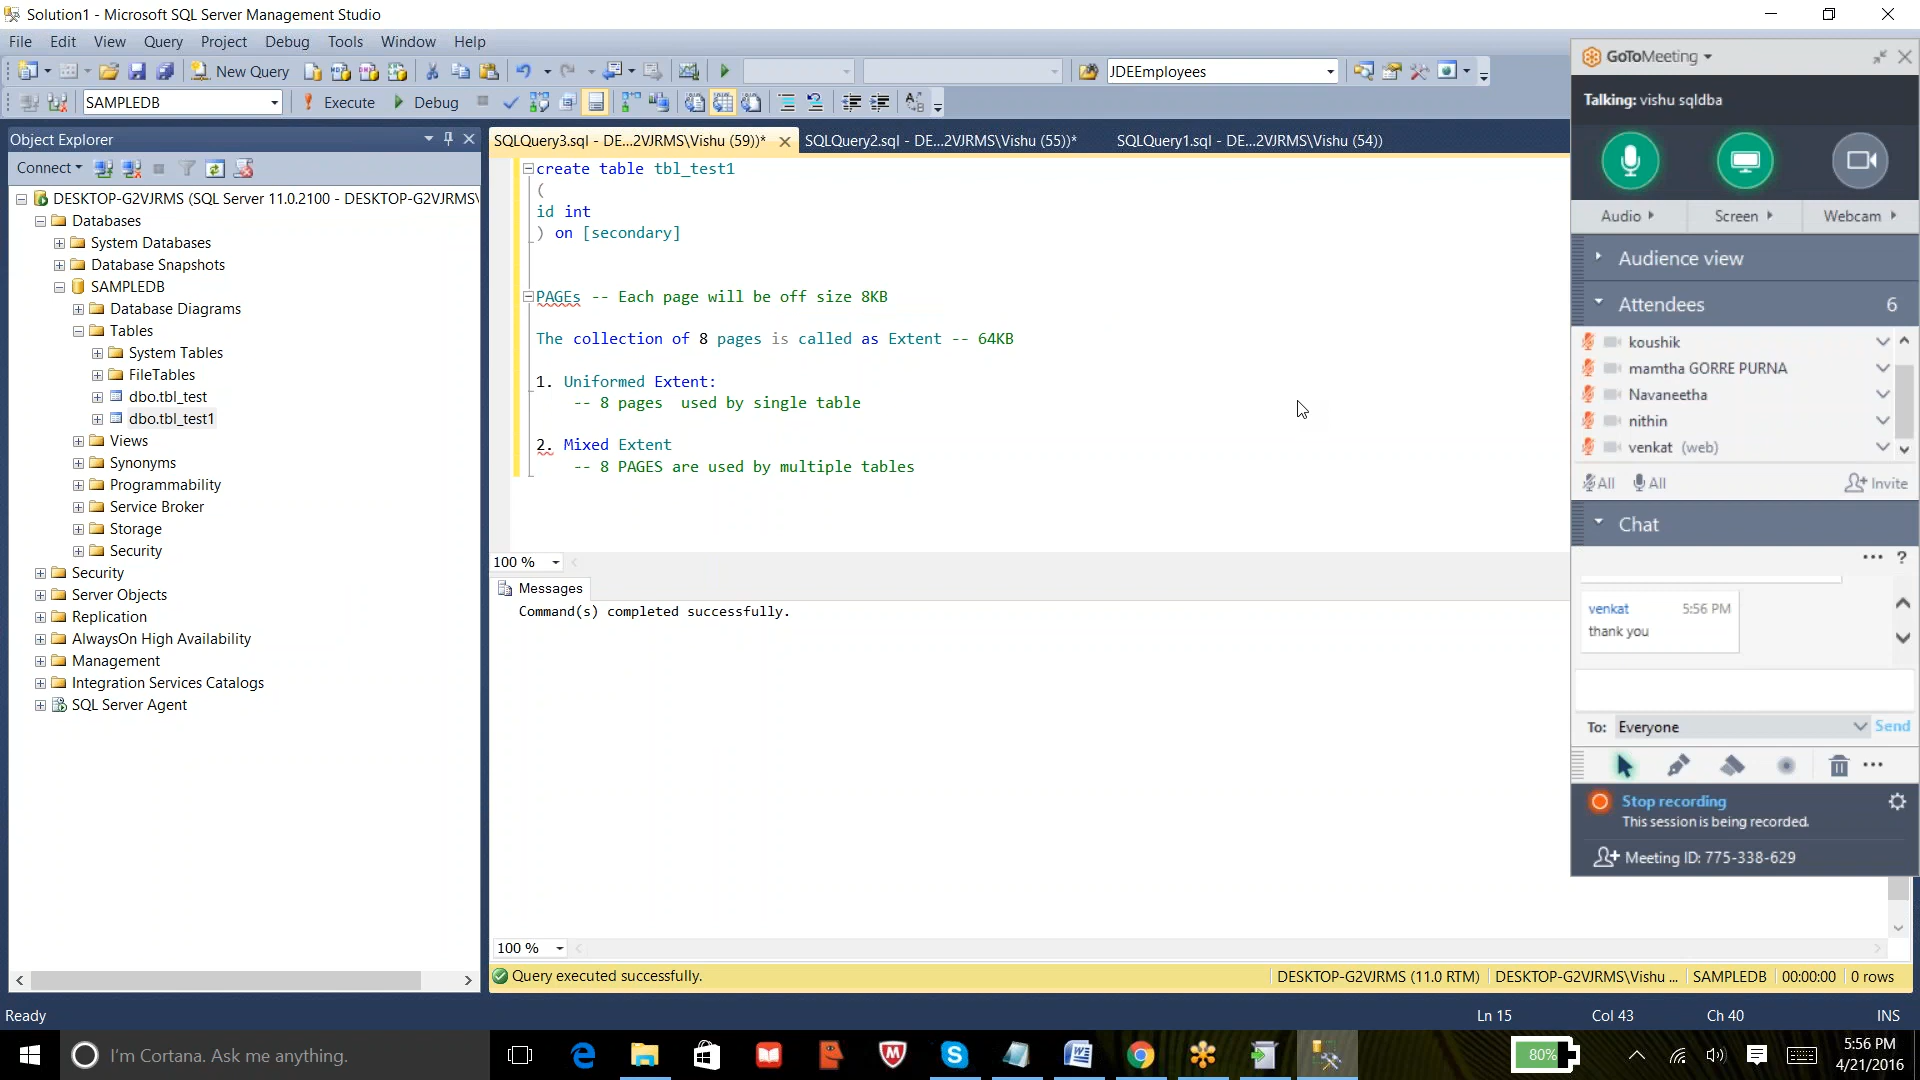 Solution1 - Microsoft SQL Server Management Studio
File Edit View Query Project Debug Tools Window Help
New Query JDEEmployees
SAMPLEDB Execute Debug
Object Explorer
Connect
DESKTOP-G2VJRMS (SQL Server 11.0.2100 - DESKTOP-G2VJRMS\
Databases
System Databases
Database Snapshots
SAMPLEDB
Database Diagrams
Tables
System Tables
FileTables
dbo.tbl_test
dbo.tbl_test1
Views
Synonyms
Programmability
Service Broker
Storage
Security
Security
Server Objects
Replication
AlwaysOn High Availability
Management
Integration Services Catalogs
SQL Server Agent
SQLQuery3.sql - DE...2VJRMS\Vishu (59))* SQLQuery2.sql - DE...2VJRMS\Vishu (55))* SQLQuery1.sql - DE...2VJRMS\Vishu (54))
create table tbl_test1
(
id int
) on [secondary]
PAGEs -- Each page will be off size 8KB
The collection of 8 pages is called as Extent -- 64KB
1. Uniformed Extent:
-- 8 pages used by single table
2. Mixed Extent
-- 8 PAGES are used by multiple tables
100 %
Messages
Command(s) completed successfully.
100 %
Query executed successfully. DESKTOP-G2VJRMS (11.0 RTM) DESKTOP-G2VJRMS\Vishu ... SAMPLEDB 00:00:00 0 rows
GoToMeeting
Talking: vishu sqldba
Audio Screen Webcam
Audience view
Attendees 6
koushik
mamtha GORRE PURNA
Navaneetha
nithin
venkat (web)
All All Invite
Chat
... ?
venkat 5:56 PM
thank you
To: Everyone Send
Stop recording
This session is being recorded.
Meeting ID: 775-338-629
Ready Ln 15 Col 43 Ch 40 INS
I'm Cortana. Ask me anything.
80%
5:56 PM
4/21/2016